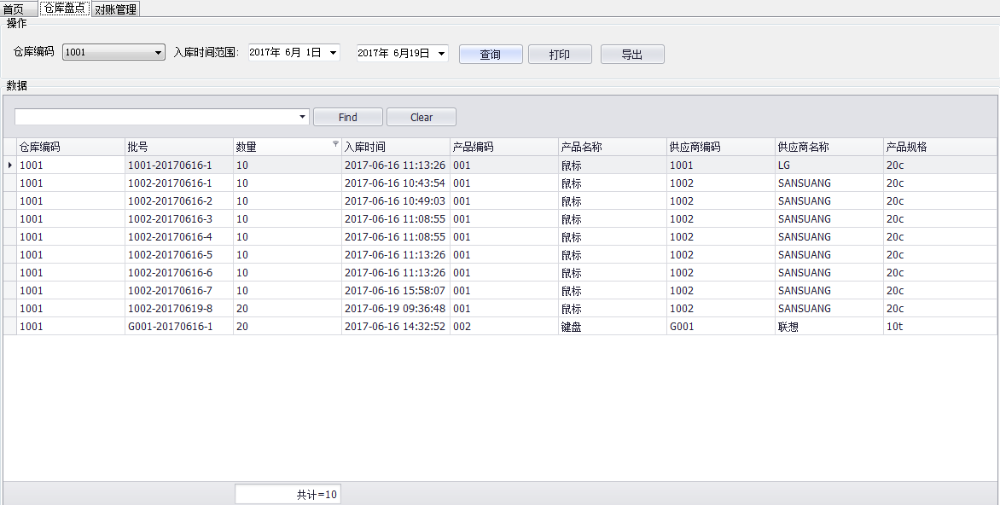 首页 仓库盘点 对账管理
操作
仓库编码 1001 入库时间范围: 2017年 6月 1日 2017年 6月19日 查询 打印 导出
数据
Find Clear
仓库编码 批号 数量 入库时间 产品编码 产品名称 供应商编码 供应商名称 产品规格
1001 1001-20170616-1 10 2017-06-16 11:13:26 001 鼠标 1001 LG 20c
1001 1002-20170616-1 10 2017-06-16 10:43:54 001 鼠标 1002 SANSUANG 20c
1001 1002-20170616-2 10 2017-06-16 10:49:03 001 鼠标 1002 SANSUANG 20c
1001 1002-20170616-3 10 2017-06-16 11:08:55 001 鼠标 1002 SANSUANG 20c
1001 1002-20170616-4 10 2017-06-16 11:08:55 001 鼠标 1002 SANSUANG 20c
1001 1002-20170616-5 10 2017-06-16 11:13:26 001 鼠标 1002 SANSUANG 20c
1001 1002-20170616-6 10 2017-06-16 11:13:26 001 鼠标 1002 SANSUANG 20c
1001 1002-20170616-7 10 2017-06-16 15:58:07 001 鼠标 1002 SANSUANG 20c
1001 1002-20170619-8 20 2017-06-19 09:36:48 001 鼠标 1002 SANSUANG 20c
1001 G001-20170616-1 20 2017-06-16 14:32:52 002 键盘 G001 联想 10t
共计=10